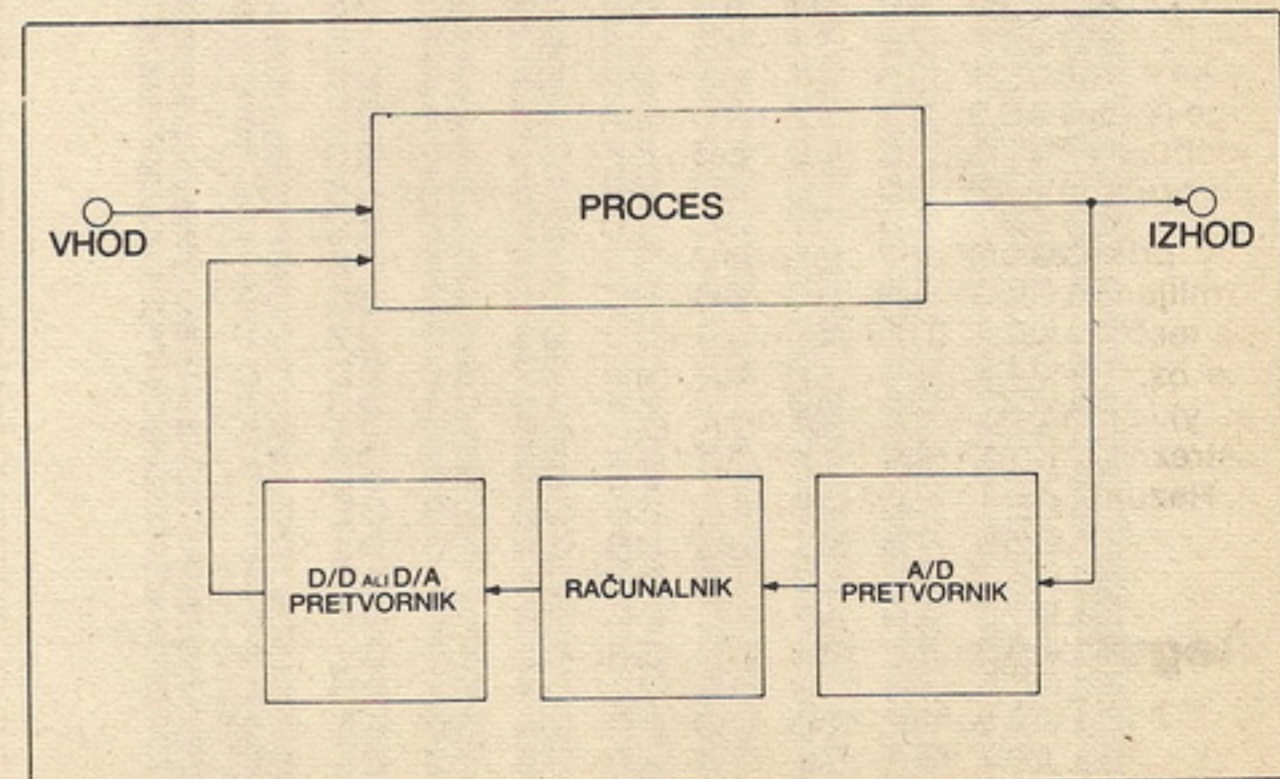 PROCES
VHOD
IZHOD
D/D ALI D/A
PRETVORNIK
RAČUNALNIK
A/D
PRETVORNIK